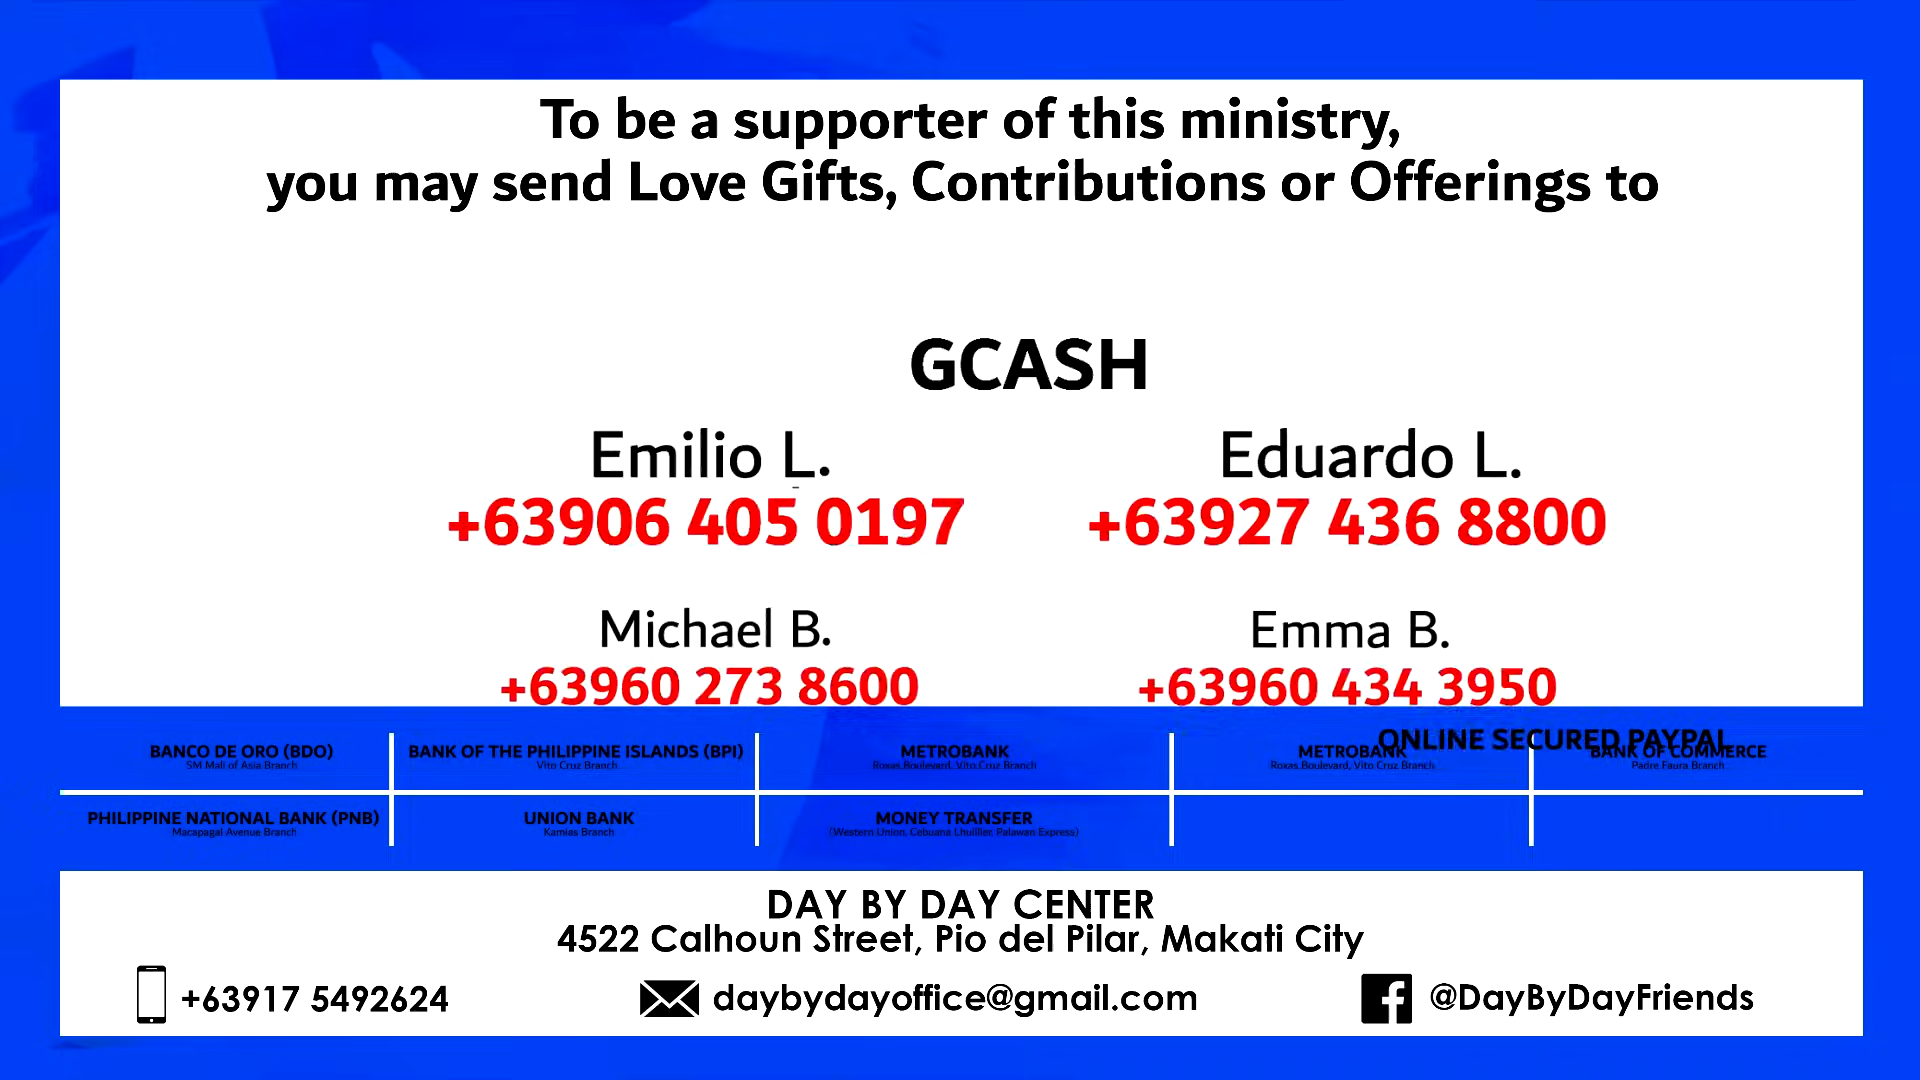 To be a supporter of this ministry,
you may send Love Gifts, Contributions or Offerings to
GCASH
Emilio L.
+63906 405 0197
Eduardo L.
+63927 436 8800
Michael B.
+63960 273 8600
Emma B.
+63960 434 3950
ONLINE SECURED PAYPAL
BANCO DE ORO (BDO)
SM Mall of Asia Branch
BANK OF THE PHILIPPINE ISLANDS (BPI)
Vito Cruz Branch
METROBANK
Roxas Boulevard, Vito Cruz Branch
METROBANK
Roxas Boulevard, Vito Cruz Branch
BANK OF COMMERCE
Padre Faura Branch
PHILIPPINE NATIONAL BANK (PNB)
Macapagal Avenue Branch
UNION BANK
Kamias Branch
MONEY TRANSFER
(Western Union, Cebuana Lhuillier, Palawan Express)
DAY BY DAY CENTER
4522 Calhoun Street, Pio del Pilar, Makati City
+63917 5492624
daybydayoffice@gmail.com
@DayByDayFriends